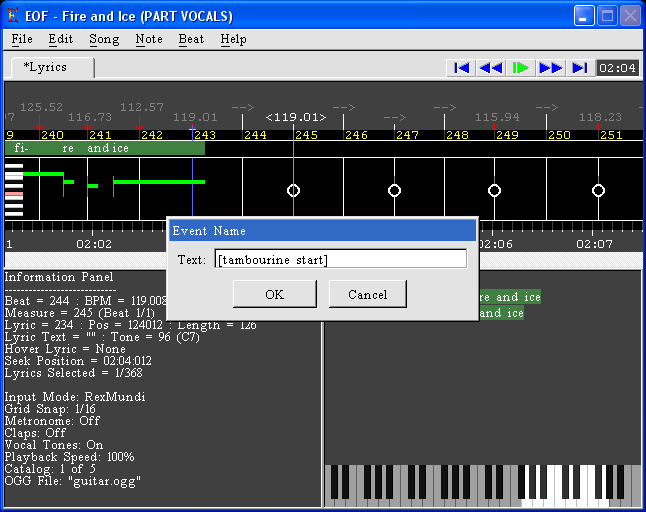 EOF - Fire and Ice (PART VOCALS)
File Edit Song Note Beat Help
*Lyrics
02:04
125.52 112.57 --> --> --> --> -->
116.73 119.01 <119.01> --> 115.94 118.23
9 240 241 242 243 244 245 246 247 248 249 250 251
fi- re and ice
1 02:02 02:06 02:07
Event Name
Text: [tambourine start]
OK Cancel
re and ice
and ice
Information Panel
----------------------------
Beat = 244 : BPM = 119.008
Measure = 245 (Beat 1/1)
Lyric = 234 : Pos = 124012 : Length = 126
Lyric Text = "" : Tone = 96 (C7)
Hover Lyric = None
Seek Position = 02:04:012
Lyrics Selected = 1/368
Input Mode: RexMundi
Grid Snap: 1/16
Metronome: Off
Claps: Off
Vocal Tones: On
Playback Speed: 100%
Catalog: 1 of 5
OGG File: "guitar.ogg"